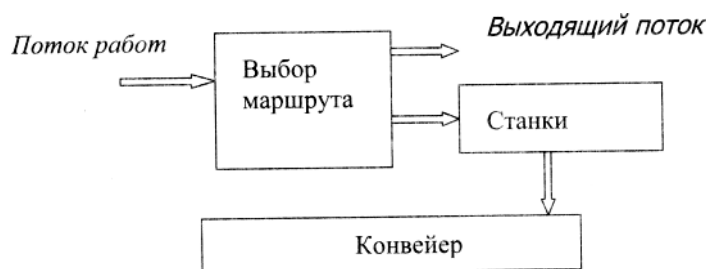 Поток работ
Выходящий поток
Выбор
маршрута
Станки
Конвейер